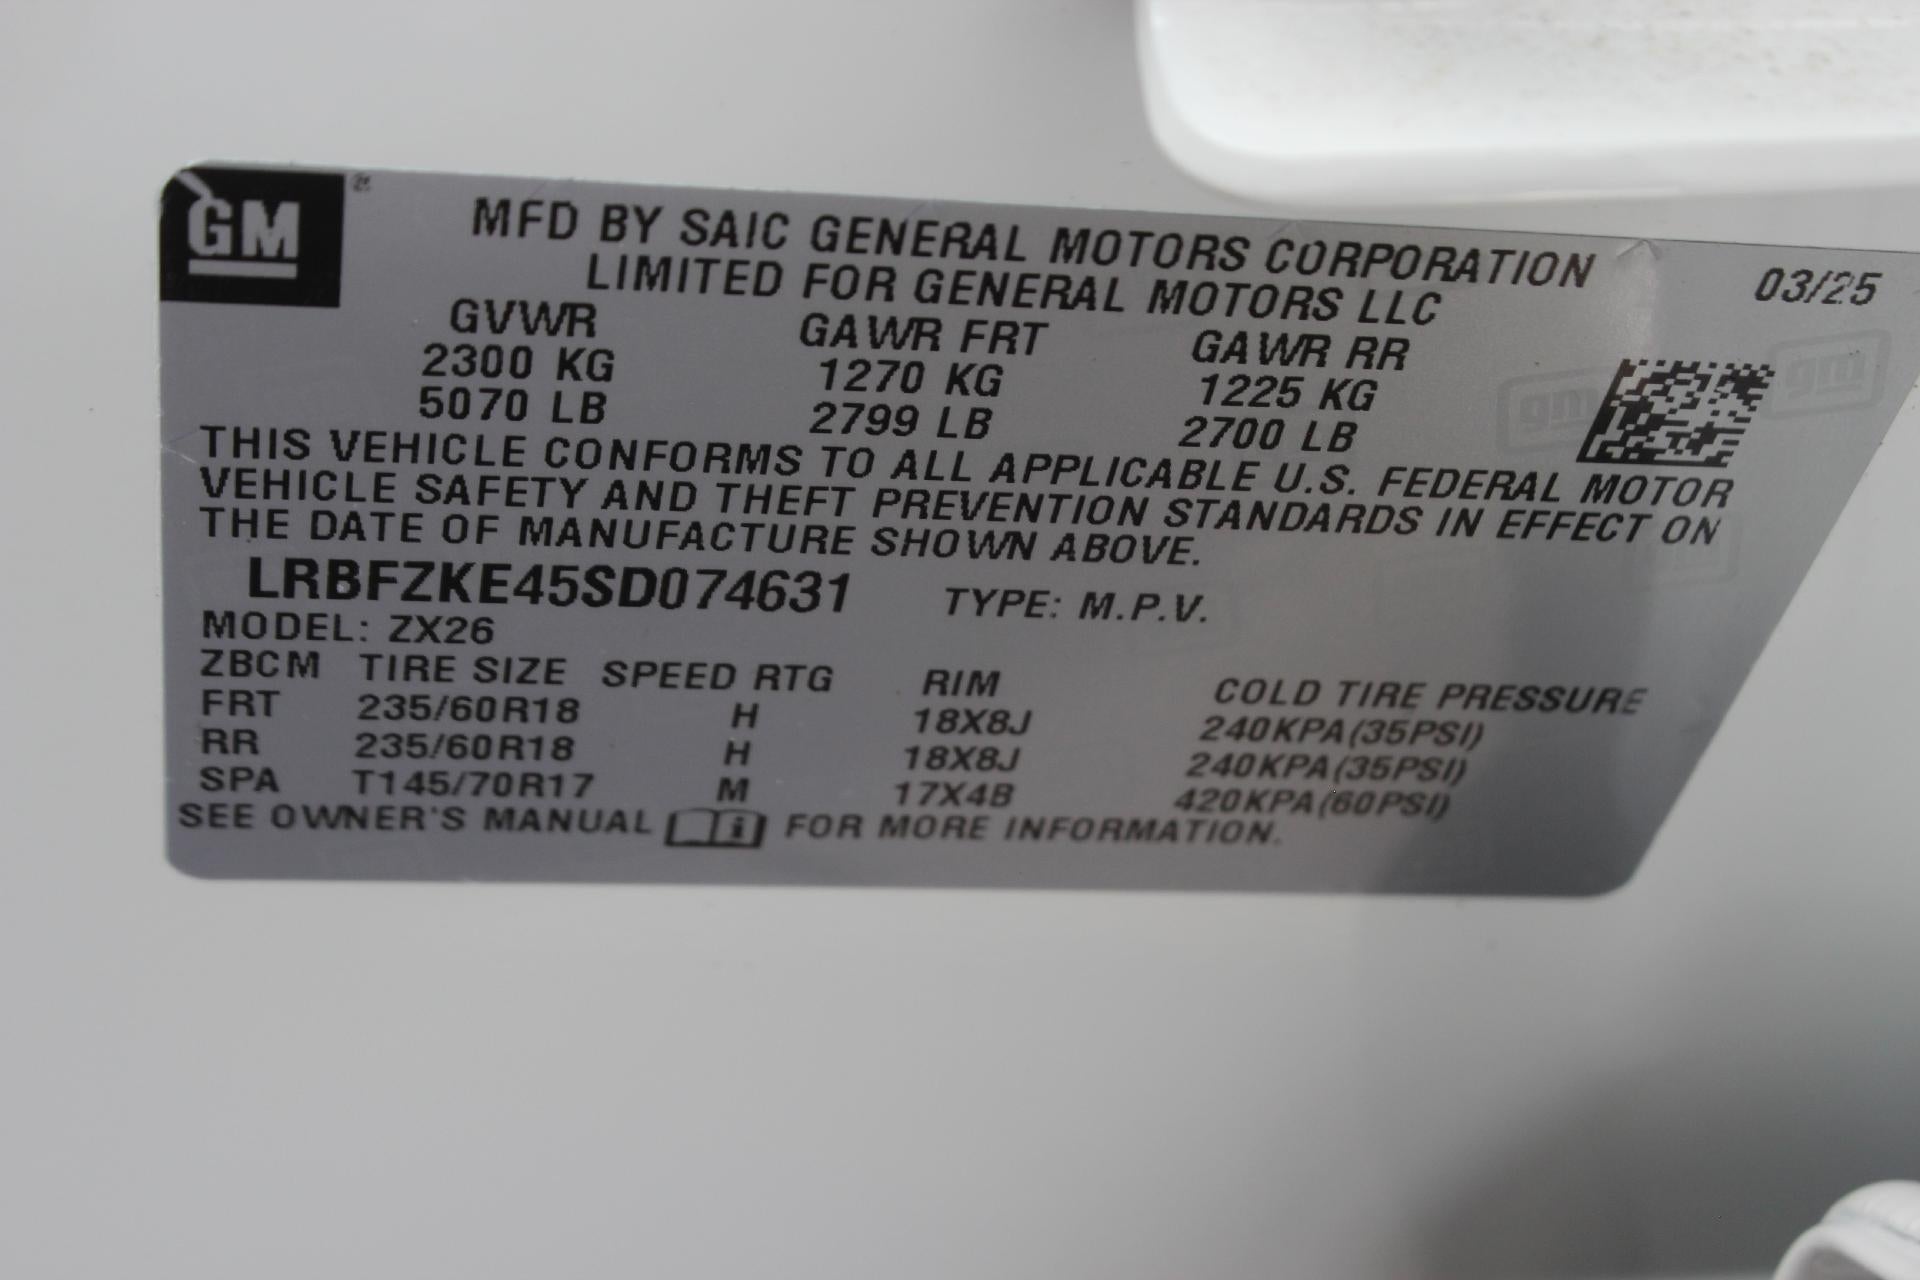 GM
MFD BY SAIC GENERAL MOTORS CORPORATION
LIMITED FOR GENERAL MOTORS LLC
03/25
GVWR GAWR FRT GAWR RR
2300 KG 1270 KG 1225 KG
5070 LB 2799 LB 2700 LB
gm gm
THIS VEHICLE CONFORMS TO ALL APPLICABLE U.S. FEDERAL MOTOR
VEHICLE SAFETY AND THEFT PREVENTION STANDARDS IN EFFECT ON
THE DATE OF MANUFACTURE SHOWN ABOVE.
LRBFZKE45SD074631 TYPE: M.P.V.
MODEL: ZX26
ZBCM TIRE SIZE SPEED RTG RIM COLD TIRE PRESSURE
FRT 235/60R18 H 18X8J 240KPA(35PSI)
RR 235/60R18 H 18X8J 240KPA(35PSI)
SPA T145/70R17 M 17X4B 420KPA(60PSI)
SEE OWNER'S MANUAL i FOR MORE INFORMATION.